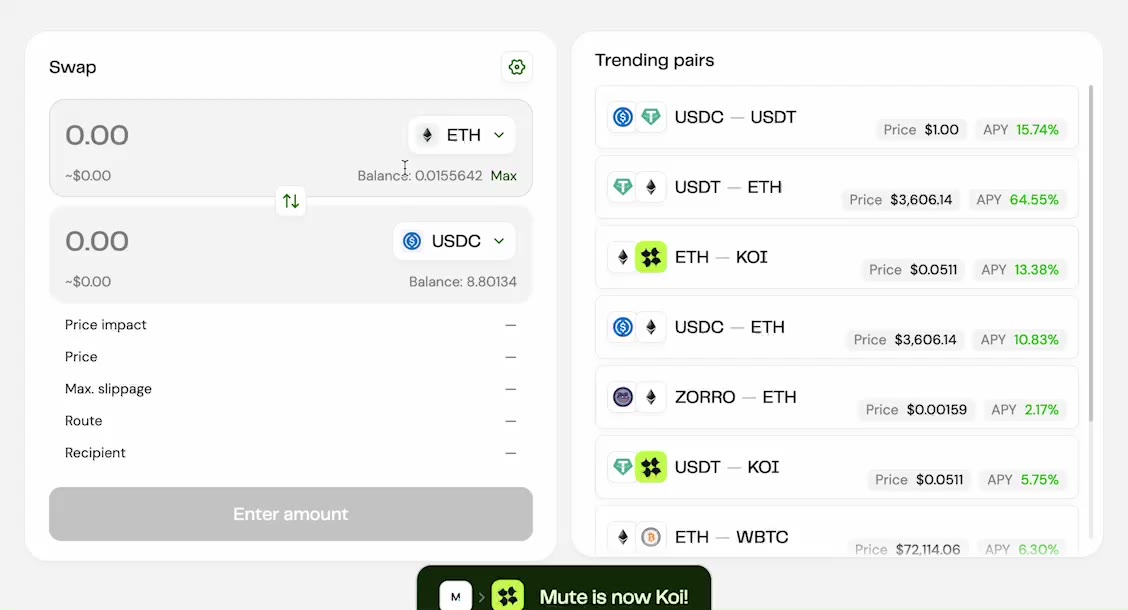 Swap
0.00
ETH
~$0.00
Balance: 0.0155642 Max
0.00
USDC
~$0.00
Balance: 8.80134
Price impact —
Price —
Max. slippage —
Route —
Recipient —
Enter amount
Trending pairs
USDC — USDT
Price $1.00 APY 15.74%
USDT — ETH
Price $3,606.14 APY 64.55%
ETH — KOI
Price $0.0511 APY 13.38%
USDC — ETH
Price $3,606.14 APY 10.83%
ZORRO — ETH
Price $0.00159 APY 2.17%
USDT — KOI
Price $0.0511 APY 5.75%
ETH — WBTC
Price $72,114.06 APY 6.30%
M > Mute is now Koi!